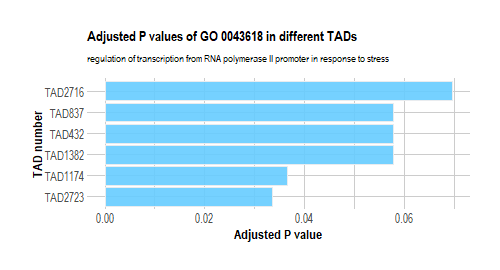 Adjusted P values of GO 0043618 in different TADs
regulation of transcription from RNA polymerase II promoter in response to stress
TAD number
TAD2716
TAD837
TAD432
TAD1382
TAD1174
TAD2723
0.00 0.02 0.04 0.06
Adjusted P value